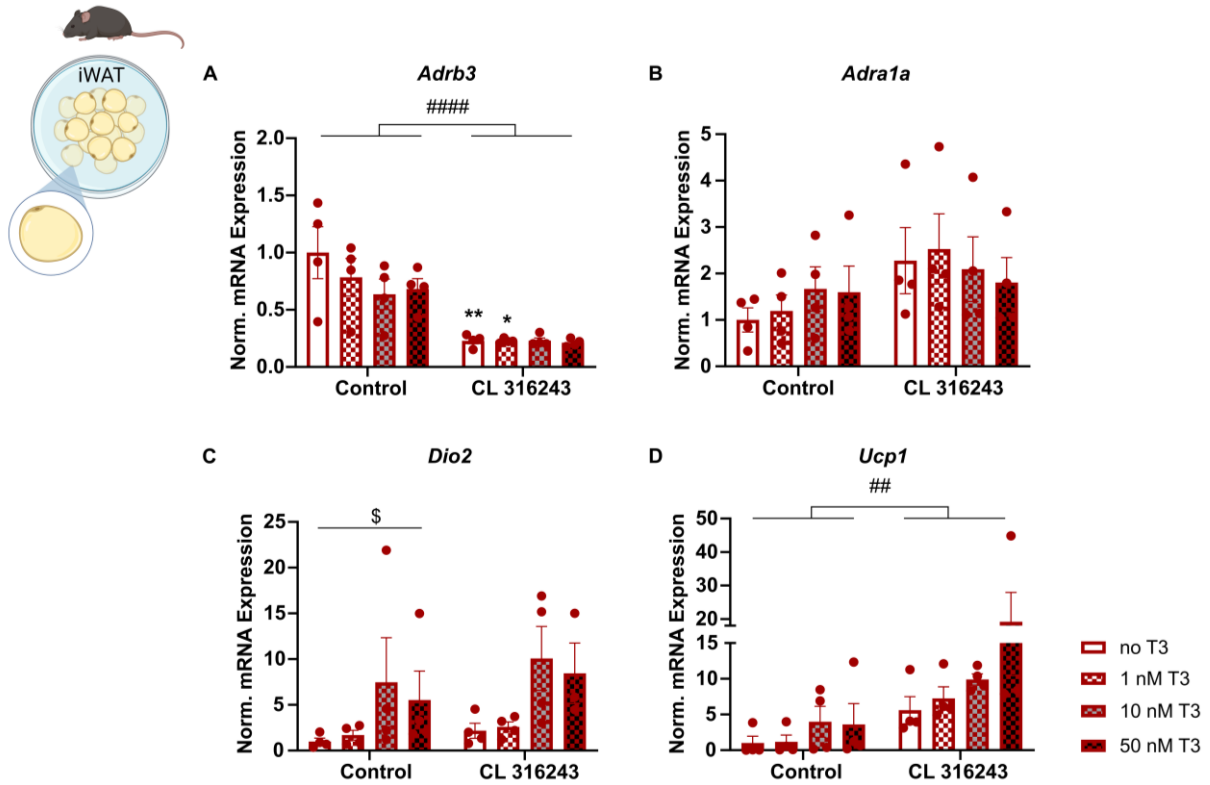 iWAT
A
Adrb3
####
Norm. mRNA Expression
2.0
1.5
1.0
0.5
0.0
**
*
Control
CL 316243
B
Adra1a
Norm. mRNA Expression
5
4
3
2
1
0
Control
CL 316243
C
Dio2
$
Norm. mRNA Expression
25
20
15
10
5
0
Control
CL 316243
D
Ucp1
##
Norm. mRNA Expression
50
40
30
20
15
10
5
0
Control
CL 316243
no T3
1 nM T3
10 nM T3
50 nM T3